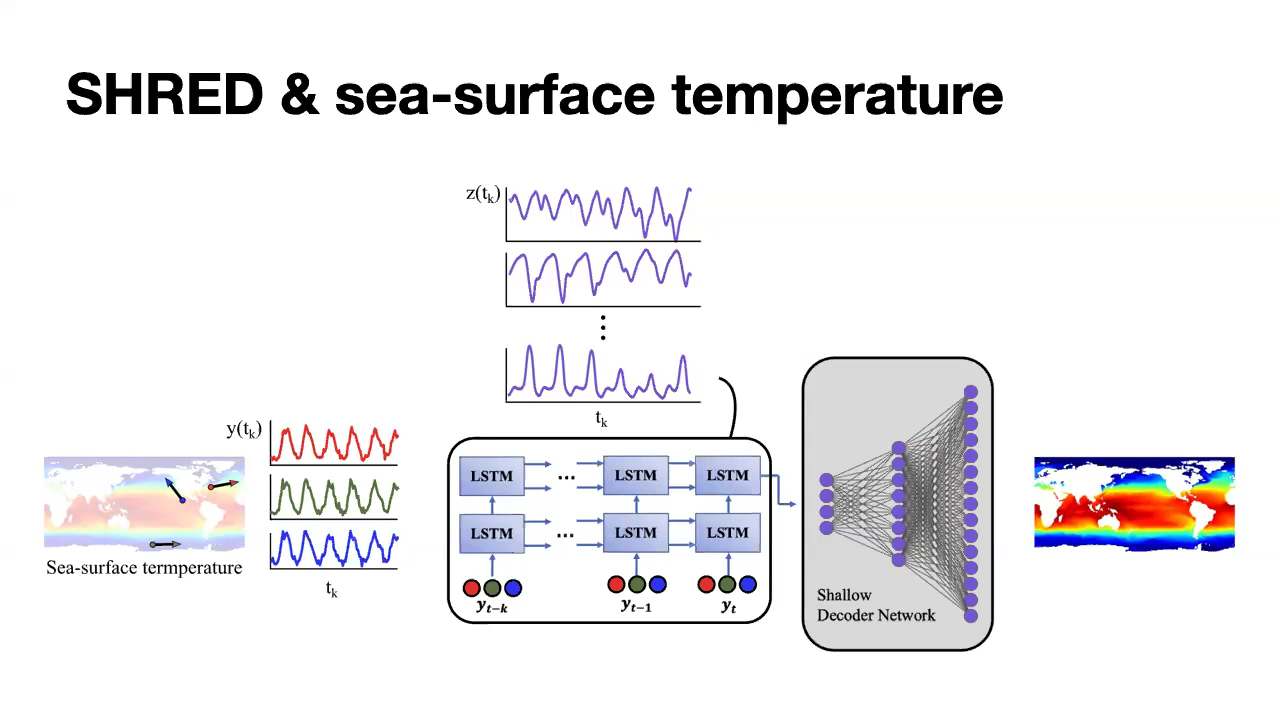 SHRED & sea-surface temperature
z(tk)
tk
y(tk)
Sea-surface termperature
tk
LSTM ... LSTM LSTM
LSTM ... LSTM LSTM
yt−k yt−1 yt
Shallow
Decoder Network